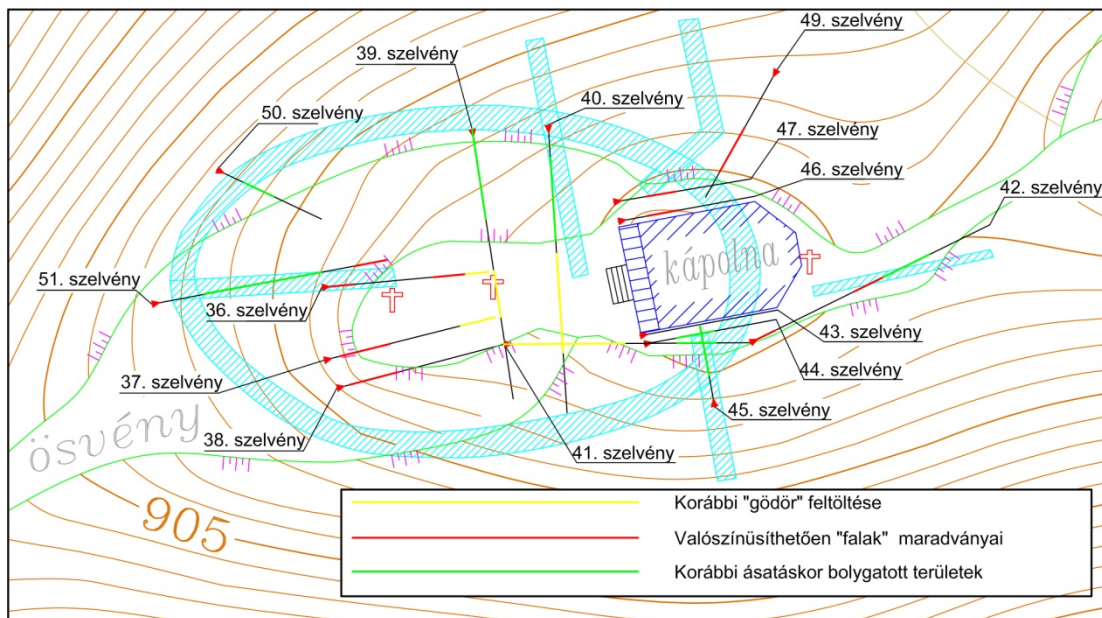 49. szelvény
39. szelvény
40. szelvény
50. szelvény
47. szelvény
46. szelvény
42. szelvény
kápolna
51. szelvény
36. szelvény
43. szelvény
37. szelvény
44. szelvény
45. szelvény
38. szelvény
41. szelvény
ösvény
905
Korábbi "gödör" feltöltése
Valószínüsíthetően "falak" maradványai
Korábbi ásatáskor bolygatott területek